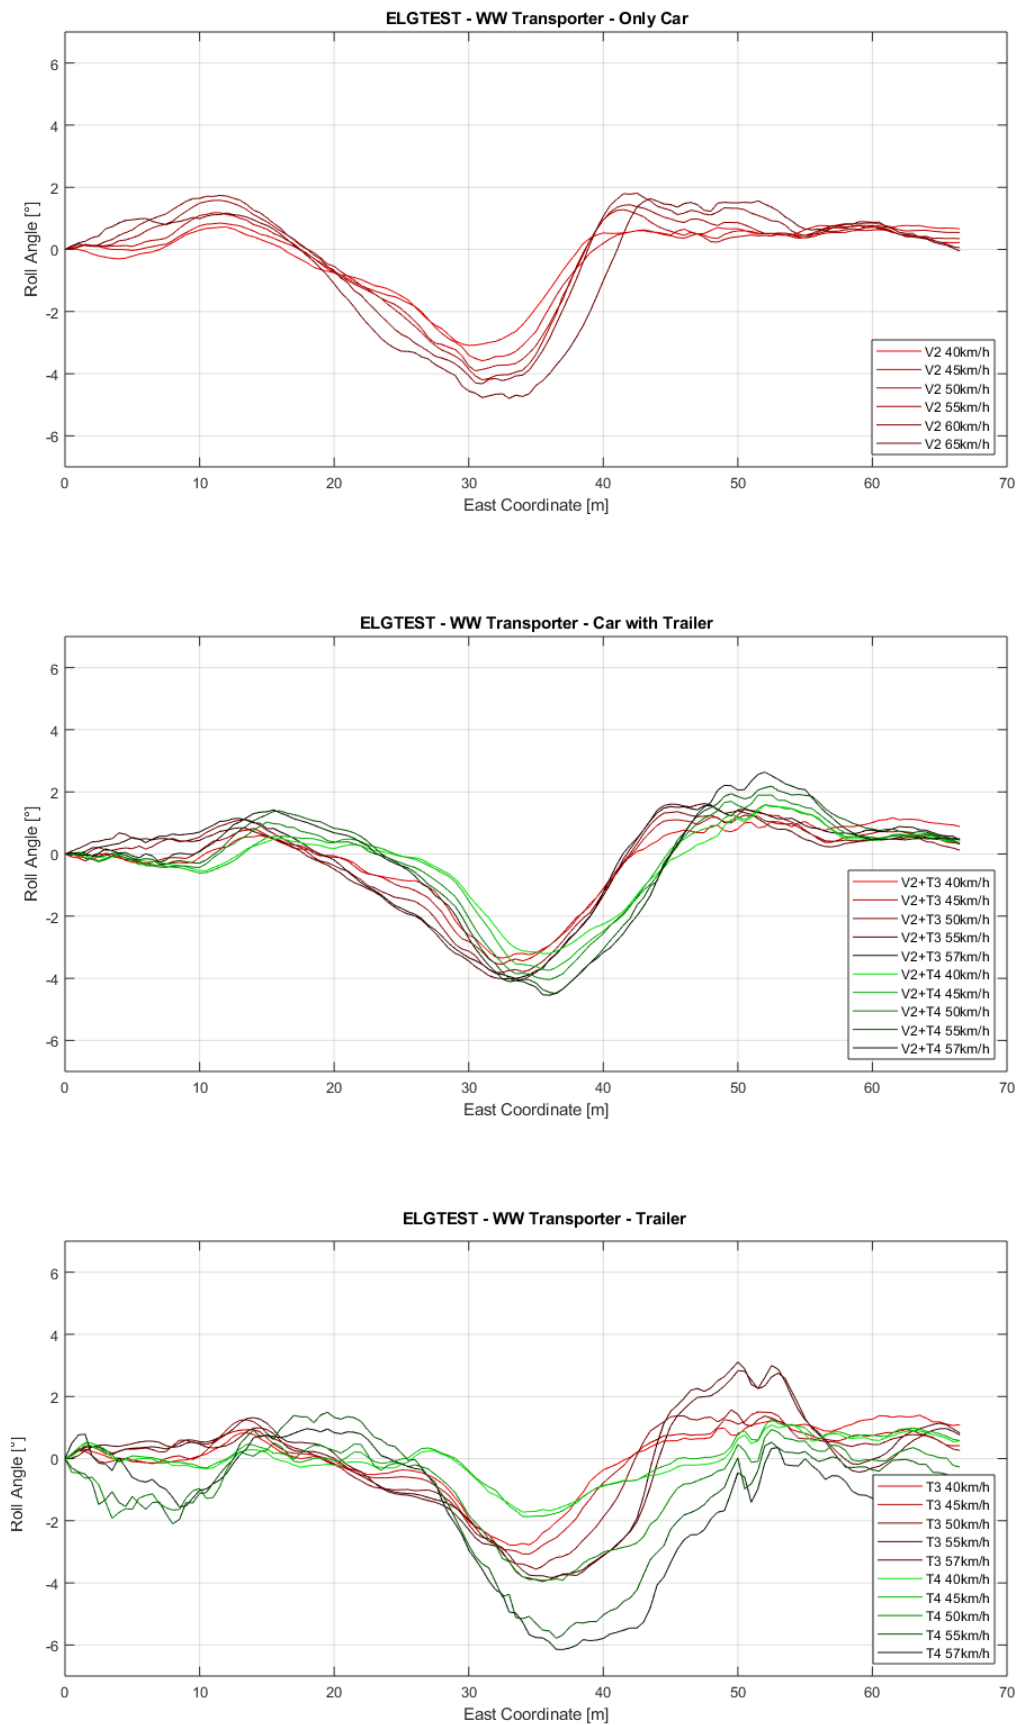 ELGTEST - WW Transporter - Only Car
6
4
2
0
-2
-4
-6
Roll Angle [°]
V2 40km/h
V2 45km/h
V2 50km/h
V2 55km/h
V2 60km/h
V2 65km/h
0 10 20 30 40 50 60 70
East Coordinate [m]
ELGTEST - WW Transporter - Car with Trailer
6
4
2
0
-2
-4
-6
Roll Angle [°]
V2+T3 40km/h
V2+T3 45km/h
V2+T3 50km/h
V2+T3 55km/h
V2+T3 57km/h
V2+T4 40km/h
V2+T4 45km/h
V2+T4 50km/h
V2+T4 55km/h
V2+T4 57km/h
0 10 20 30 40 50 60 70
East Coordinate [m]
ELGTEST - WW Transporter - Trailer
6
4
2
0
-2
-4
-6
Roll Angle [°]
T3 40km/h
T3 45km/h
T3 50km/h
T3 55km/h
T3 57km/h
T4 40km/h
T4 45km/h
T4 50km/h
T4 55km/h
T4 57km/h
0 10 20 30 40 50 60 70
East Coordinate [m]